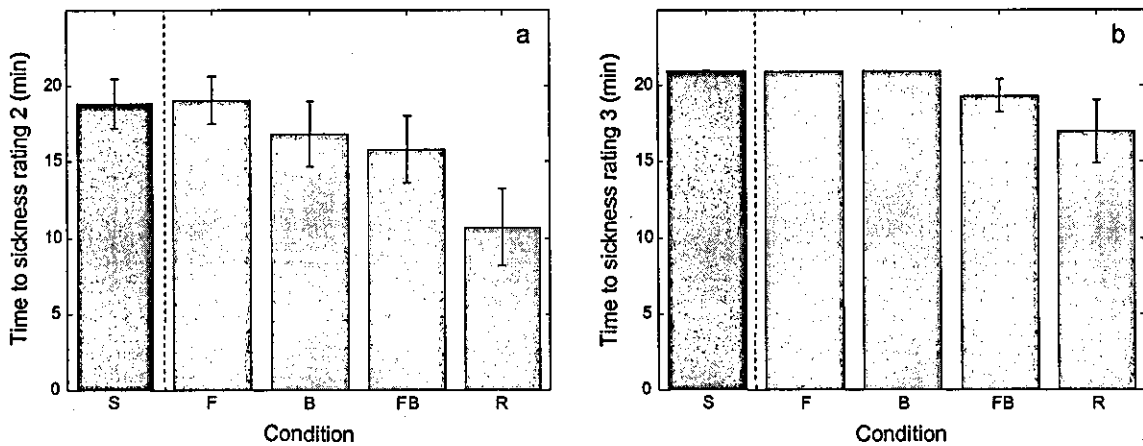 a
Time to sickness rating 2 (min)
20
15
10
5
0
S F B FB R
Condition
b
Time to sickness rating 3 (min)
20
15
10
5
0
S F B FB R
Condition